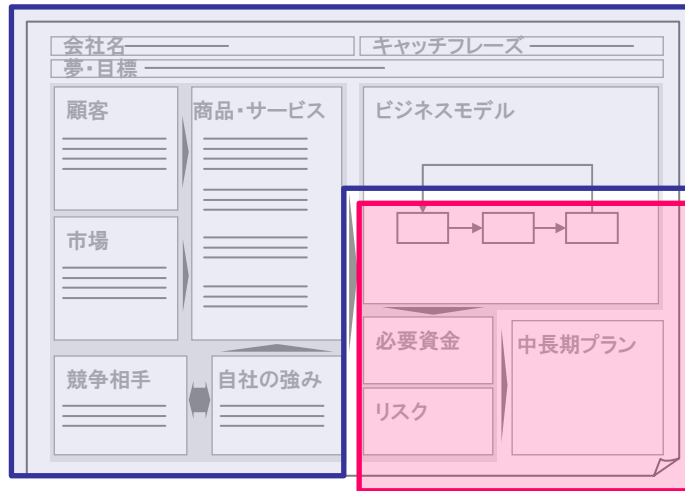 会社名
キャッチフレーズ
夢・目標
顧客
商品・サービス
ビジネスモデル
市場
必要資金
中長期プラン
競争相手
自社の強み
リスク